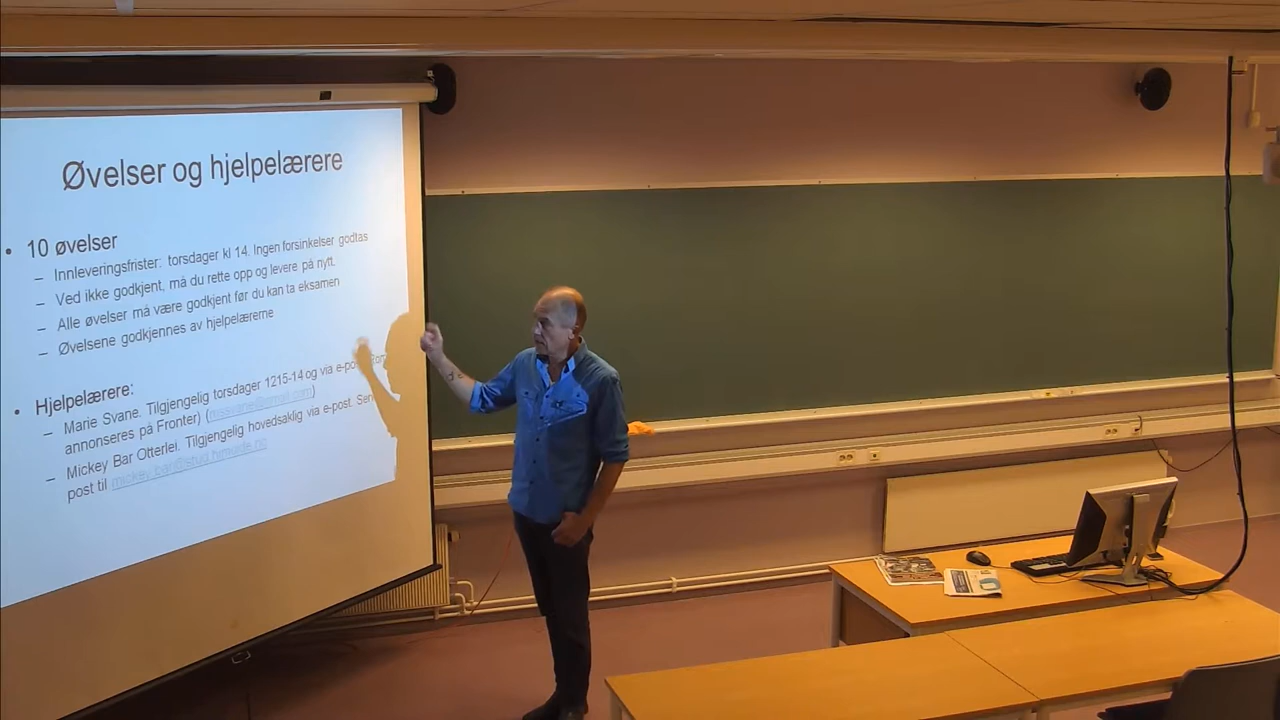 Øvelser og hjelpelærere
• 10 øvelser
– Innleveringsfrister: torsdager kl 14. Ingen forsinkelser godtas
– Ved ikke godkjent, må du rette opp og levere på nytt.
– Alle øvelser må være godkjent før du kan ta eksamen
– Øvelsene godkjennes av hjelpelærerne
• Hjelpelærere:
– Marie Svane. Tilgjengelig torsdager 1215-14 og via e-post
annonseres på Fronter)
– Mickey Bar Otterlei. Tilgjengelig hovedsaklig via e-post.
post til